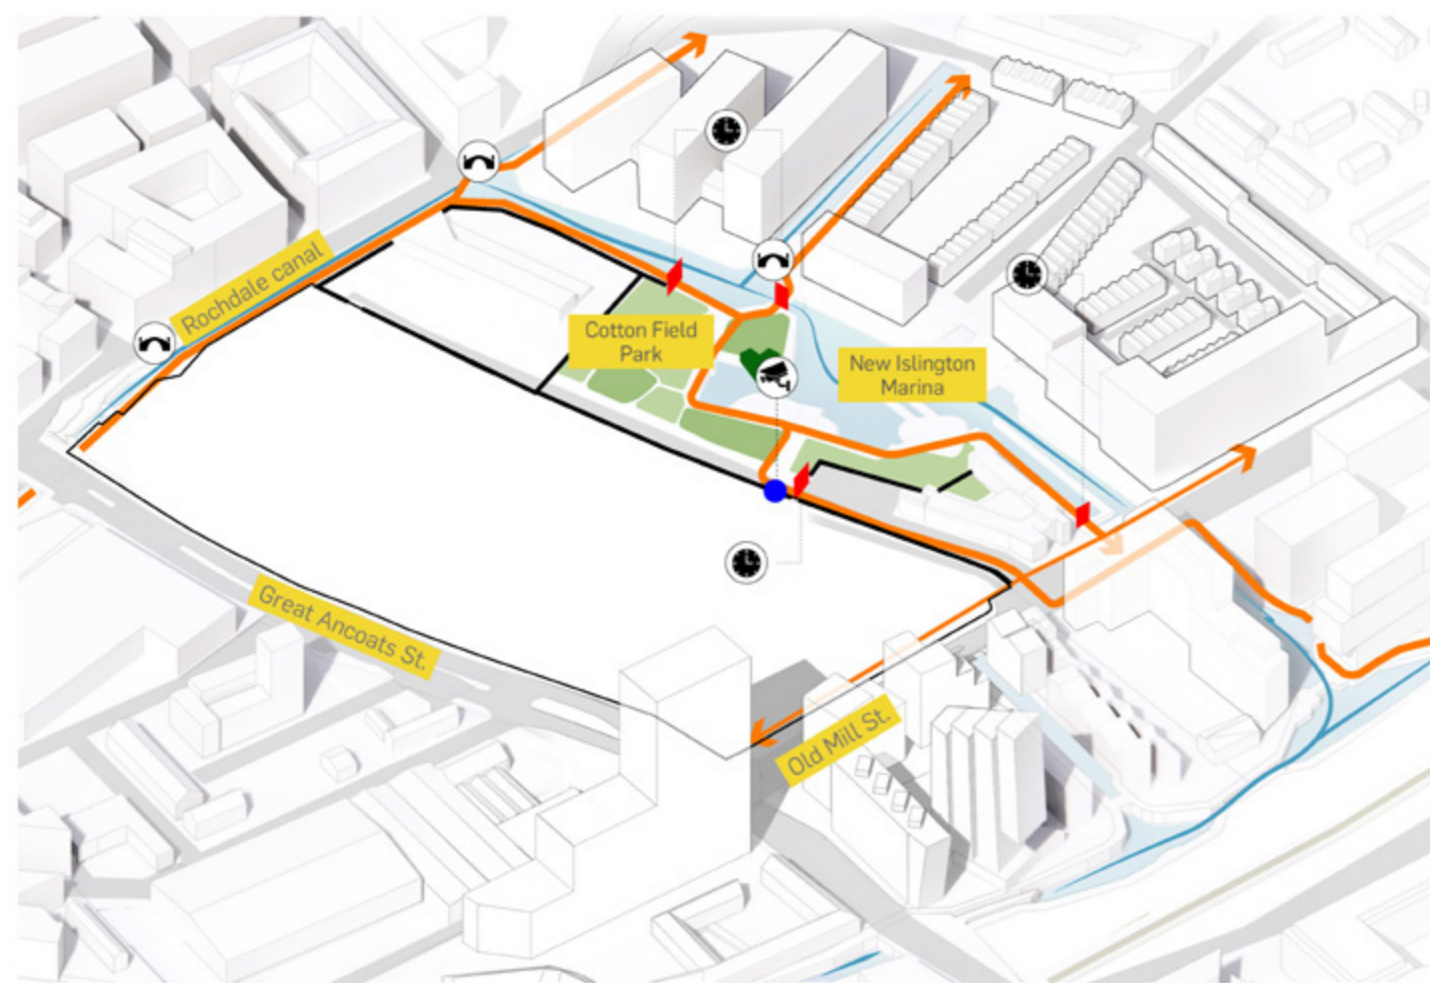 Rochdale canal
Cotton Field
Park
New Islington
Marina
Great Ancoats St.
Old Mill St.